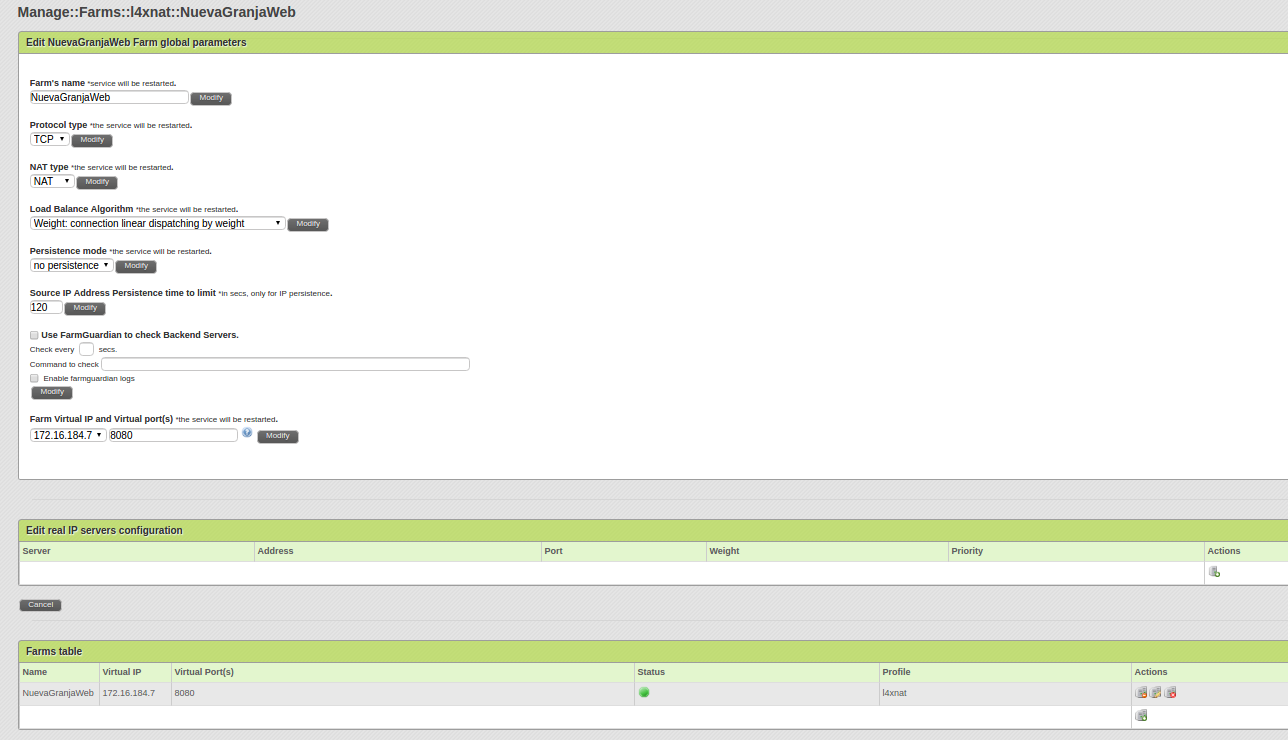 Manage::Farms::l4xnat::NuevaGranjaWeb
Edit NuevaGranjaWeb Farm global parameters
Farm's name *service will be restarted.
NuevaGranjaWeb Modify
Protocol type *the service will be restarted.
TCP Modify
NAT type *the service will be restarted.
NAT Modify
Load Balance Algorithm *the service will be restarted.
Weight: connection linear dispatching by weight Modify
Persistence mode *the service will be restarted.
no persistence Modify
Source IP Address Persistence time to limit *in secs, only for IP persistence.
120 Modify
Use FarmGuardian to check Backend Servers.
Check every secs.
Command to check
Enable farmguardian logs
Modify
Farm Virtual IP and Virtual port(s) *the service will be restarted.
172.16.184.7 8080 Modify
Edit real IP servers configuration
Server Address Port Weight Priority Actions
Cancel
Farms table
Name Virtual IP Virtual Port(s) Status Profile Actions
NuevaGranjaWeb 172.16.184.7 8080 l4xnat